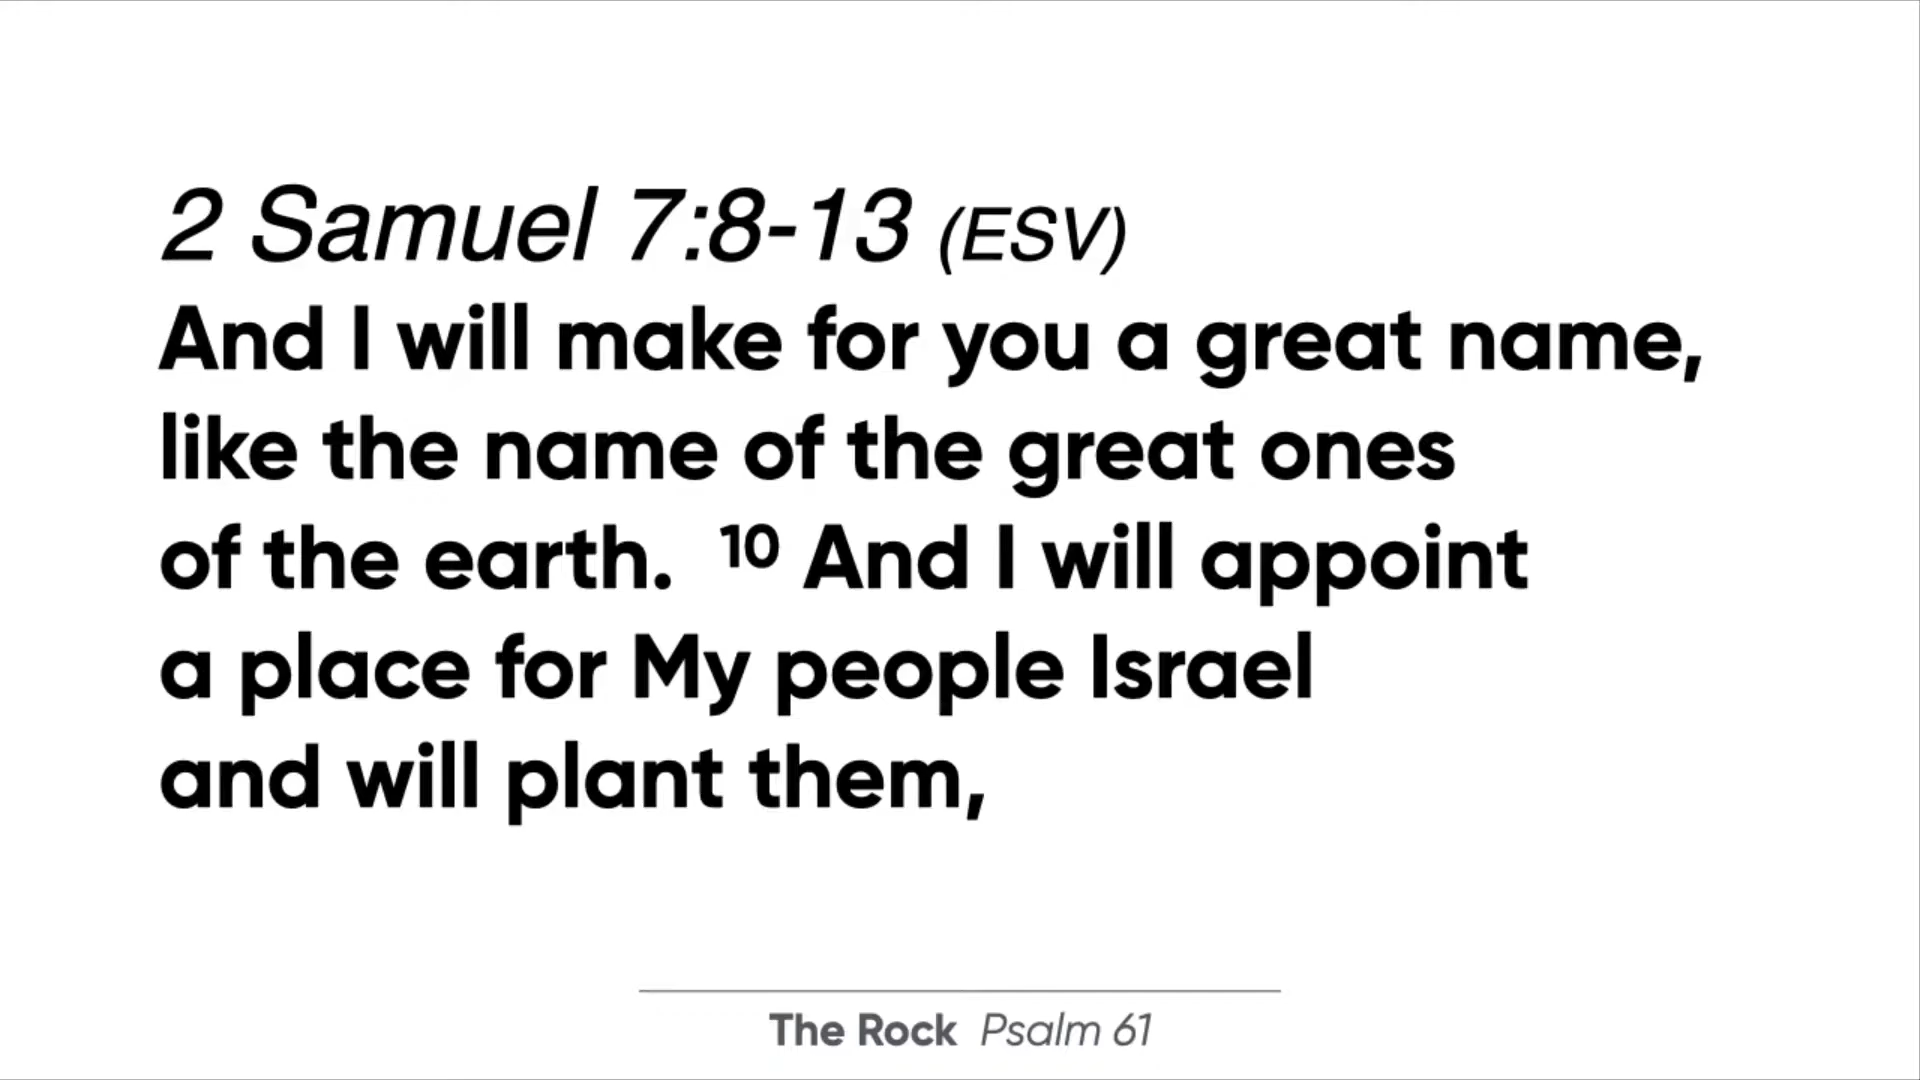 2 Samuel 7:8-13 (ESV)
And I will make for you a great name,
like the name of the great ones
of the earth. ¹⁰ And I will appoint
a place for My people Israel
and will plant them,
The Rock Psalm 61